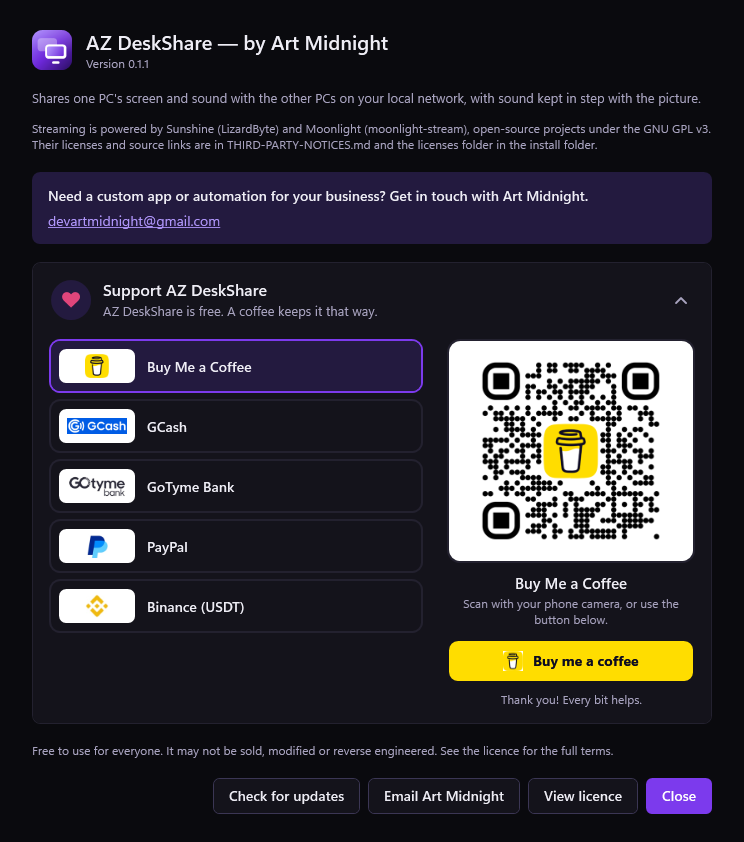 AZ DeskShare — by Art Midnight
Version 0.1.1
Shares one PC's screen and sound with the other PCs on your local network, with sound kept in step with the picture.
Streaming is powered by Sunshine (LizardByte) and Moonlight (moonlight-stream), open-source projects under the GNU GPL v3.
Their licenses and source links are in THIRD-PARTY-NOTICES.md and the licenses folder in the install folder.
Need a custom app or automation for your business? Get in touch with Art Midnight.
devartmidnight@gmail.com
Support AZ DeskShare
AZ DeskShare is free. A coffee keeps it that way.
Buy Me a Coffee
GCash
GCash
GOtyme
bank
GoTyme Bank
PayPal
Binance (USDT)
Buy Me a Coffee
Scan with your phone camera, or use the
button below.
Buy me a coffee
Thank you! Every bit helps.
Free to use for everyone. It may not be sold, modified or reverse engineered. See the licence for the full terms.
Check for updates
Email Art Midnight
View licence
Close